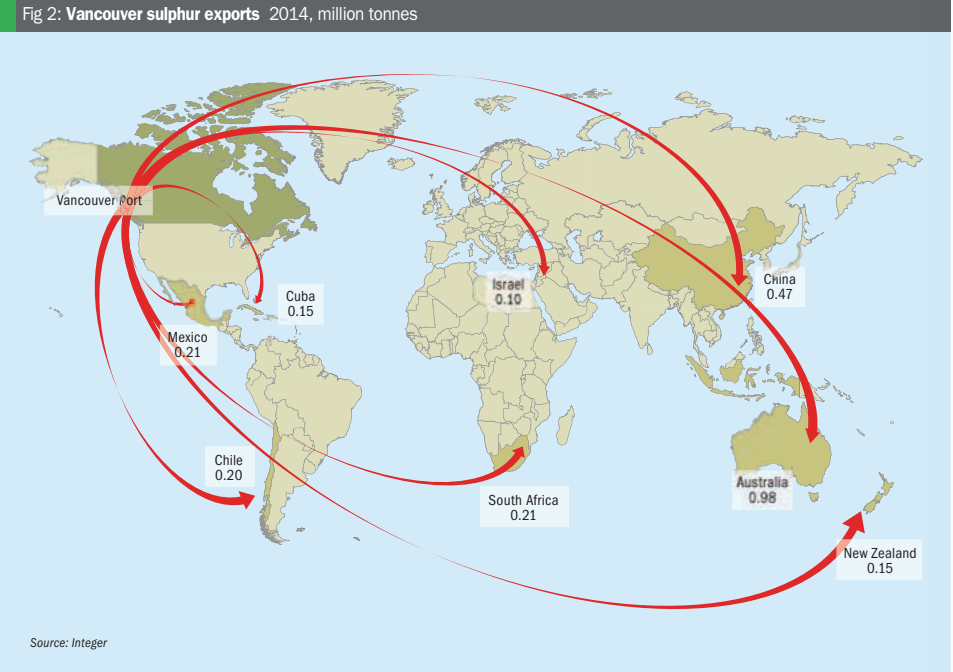 Fig 2: Vancouver sulphur exports 2014, million tonnes
Vancouver Port
Cuba
0.15
Mexico
0.21
Israel
0.10
China
0.47
Chile
0.20
South Africa
0.21
Australia
0.98
New Zealand
0.15
Source: Integer